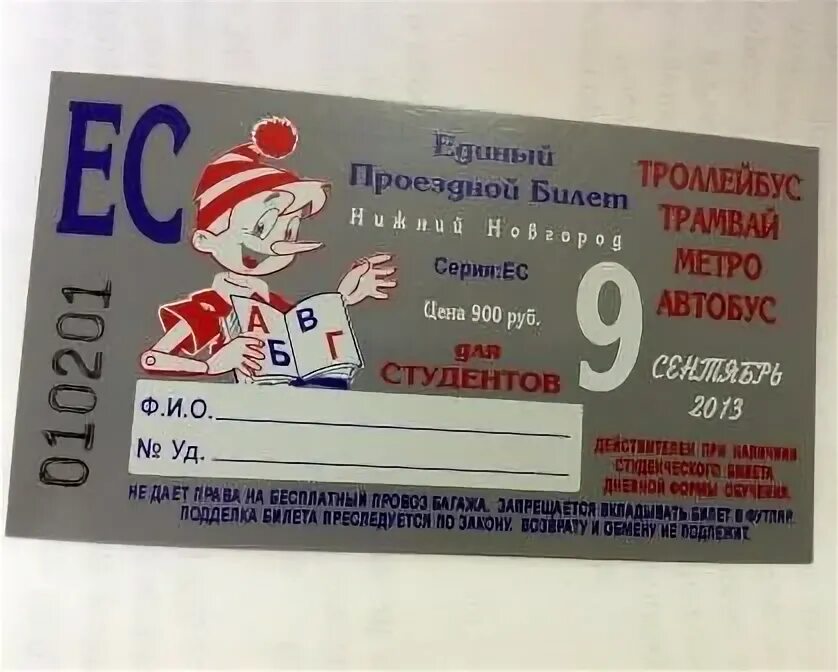 ЕС
Единый
Проездной Билет
Нижний Новгород
Серия:ЕС
Цена 900 руб.
для
СТУДЕНТОВ
ТРОЛЛЕЙБУС
ТРАМВАЙ
МЕТРО
АВТОБУС
9
СЕНТЯБРЬ
2013
010201
А
Б
В
Г
Ф.И.О.
№ Уд.
ДЕЙСТВИТЕЛЕН ПРИ НАЛИЧИИ
СТУДЕНЧЕСКОГО БИЛЕТА
ДНЕВНОЙ ФОРМЫ ОБУЧЕНИЯ
НЕ ДАЕТ ПРАВА НА БЕСПЛАТНЫЙ ПРОВОЗ БАГАЖА. ЗАПРЕЩАЕТСЯ ВКЛАДЫВАТЬ БИЛЕТ В ФУТЛЯР.
ПОДДЕЛКА БИЛЕТА ПРЕСЛЕДУЕТСЯ ПО ЗАКОНУ. ВОЗВРАТУ И ОБМЕНУ НЕ ПОДЛЕЖИТ.